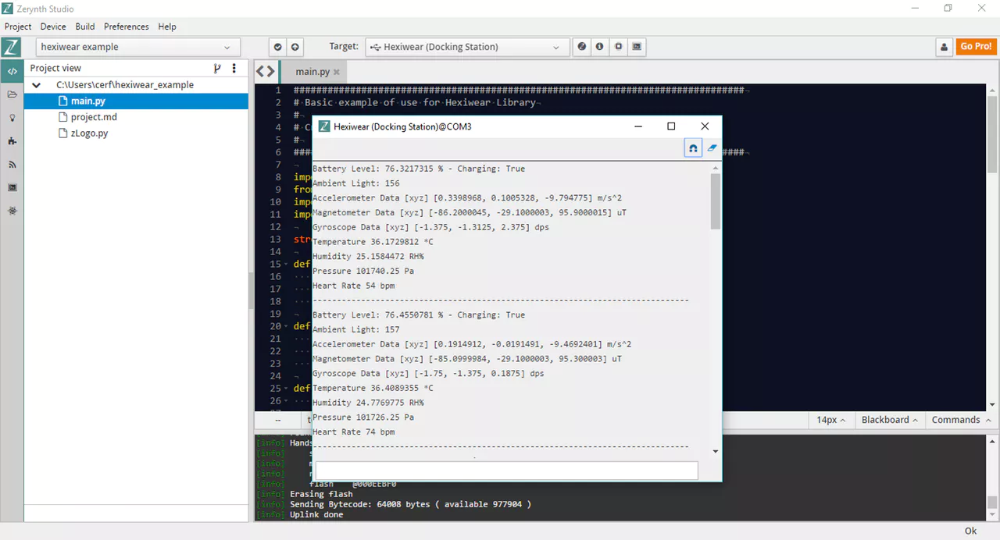 Zerynth Studio
Project Device Build Preferences Help
hexiwear example
Target: Hexiwear (Docking Station)
Go Pro!
Project view
C:\Users\cerf\hexiwear_example
main.py
project.md
zLogo.py
main.py
1 ################################################################################
2 # Basic example of use for Hexiwear Library
3 #
4 # C
5 #
6 ###
7
8 imp
9 fro
10 imp
11 imp
12
13 str
14
15 def
16
17
18
19
20 def
21
22
23
24
25 def
26
Hexiwear (Docking Station)@COM3
Battery Level: 76.3217315 % - Charging: True
Ambient Light: 156
Accelerometer Data [xyz] [0.3398968, 0.1005328, -9.794775] m/s^2
Magnetometer Data [xyz] [-86.2000045, -29.1000003, 95.9000015] uT
Gyroscope Data [xyz] [-1.375, -1.3125, 2.375] dps
Temperature 36.1729812 *C
Humidity 25.1584472 RH%
Pressure 101740.25 Pa
Heart Rate 54 bpm
------------------------------------------------------------------------------
Battery Level: 76.4550781 % - Charging: True
Ambient Light: 157
Accelerometer Data [xyz] [0.1914912, -0.0191491, -9.4692401] m/s^2
Magnetometer Data [xyz] [-85.0999984, -29.1000003, 95.300003] uT
Gyroscope Data [xyz] [-1.75, -1.375, 0.1875] dps
Temperature 36.4089355 *C
Humidity 24.7769775 RH%
Pressure 101726.25 Pa
Heart Rate 74 bpm
------------------------------------------------------------------------------
-- t
14px Blackboard Commands
[info] Hands
[info] s
[info] m
[info] r
[info] flash @000EEBF0
[info] Erasing flash
[info] Sending Bytecode: 64008 bytes ( available 977904 )
[info] Uplink done
Ok